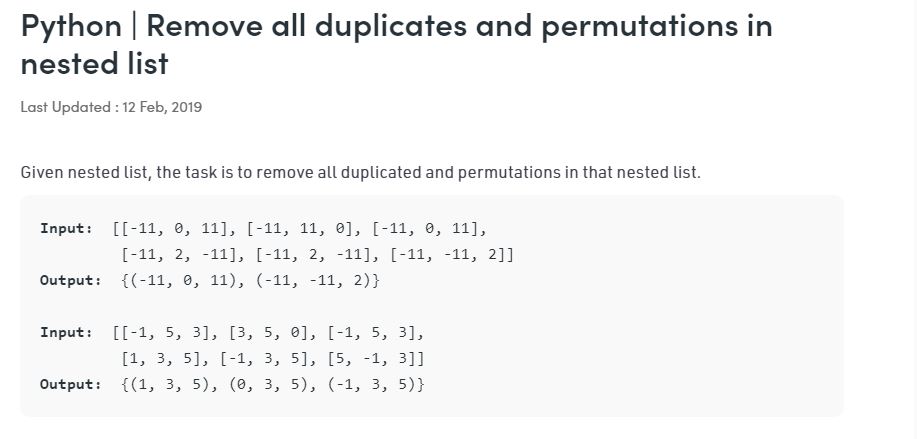 Python | Remove all duplicates and permutations in
nested list
Last Updated : 12 Feb, 2019
Given nested list, the task is to remove all duplicated and permutations in that nested list.
Input:  [[-11, 0, 11], [-11, 11, 0], [-11, 0, 11],
[-11, 2, -11], [-11, 2, -11], [-11, -11, 2]]
Output:  {(-11, 0, 11), (-11, -11, 2)}
Input:  [[-1, 5, 3], [3, 5, 0], [-1, 5, 3],
[1, 3, 5], [-1, 3, 5], [5, -1, 3]]
Output:  {(1, 3, 5), (0, 3, 5), (-1, 3, 5)}